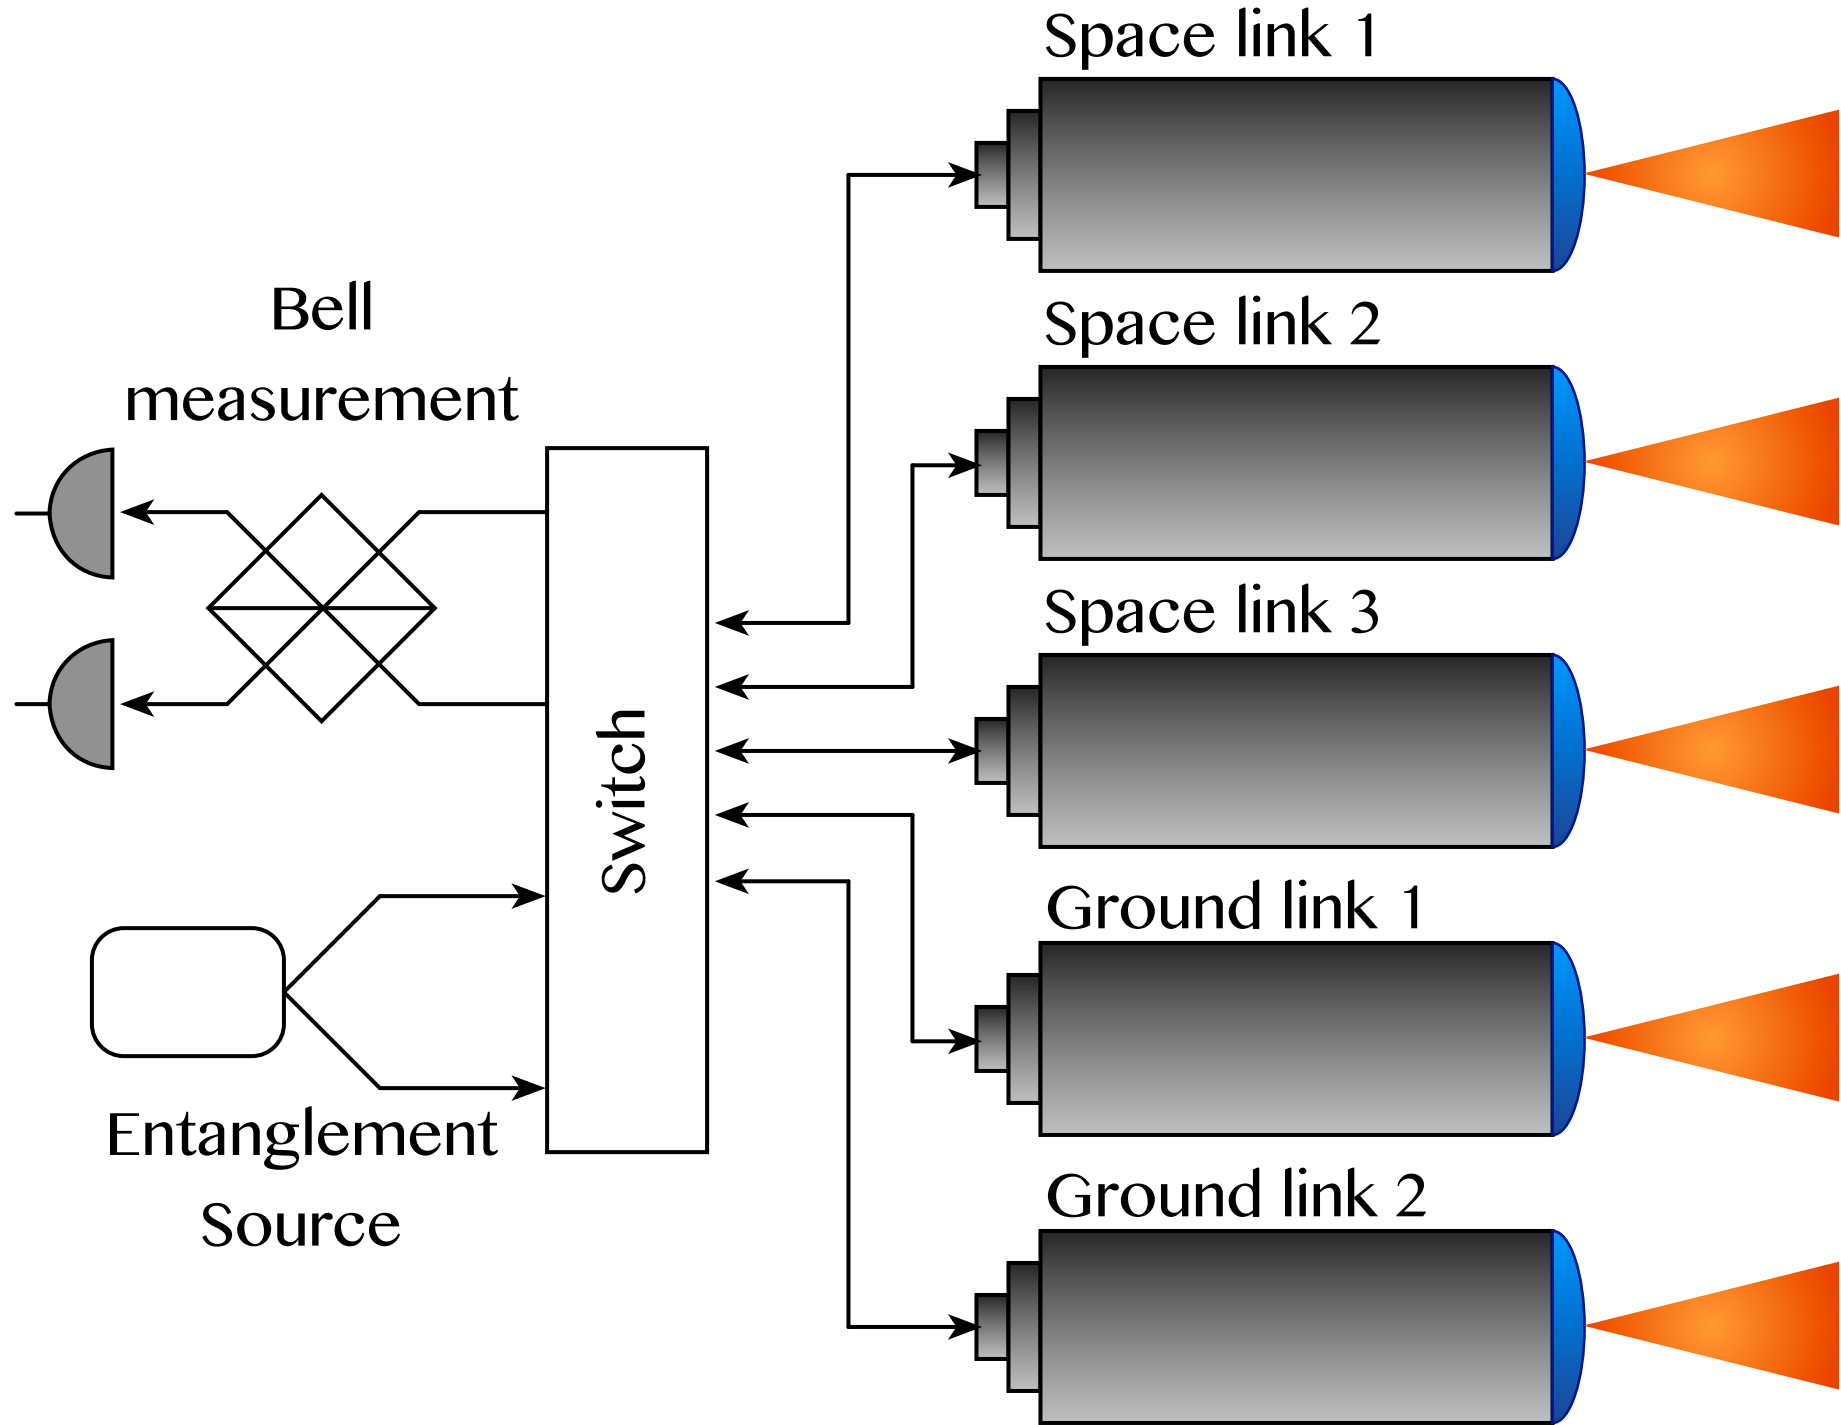 Space link 1
Space link 2
Space link 3
Ground link 1
Ground link 2
Bell
measurement
Switch
Entanglement
Source